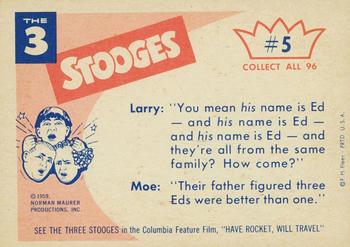 THE
3
STOOGES
#5
COLLECT ALL 96
Larry: "You mean his name is Ed
— and his name is Ed —
and his name is Ed — and
they're all from the same
family? How come?"
Moe: "Their father figured three
Eds were better than one."
©1959,
NORMAN MAURER
PRODUCTIONS, INC.
SEE THE THREE STOOGES in the Columbia Feature Film, "HAVE ROCKET, WILL TRAVEL"
©F. H. Fleer—PRTD U.S.A.